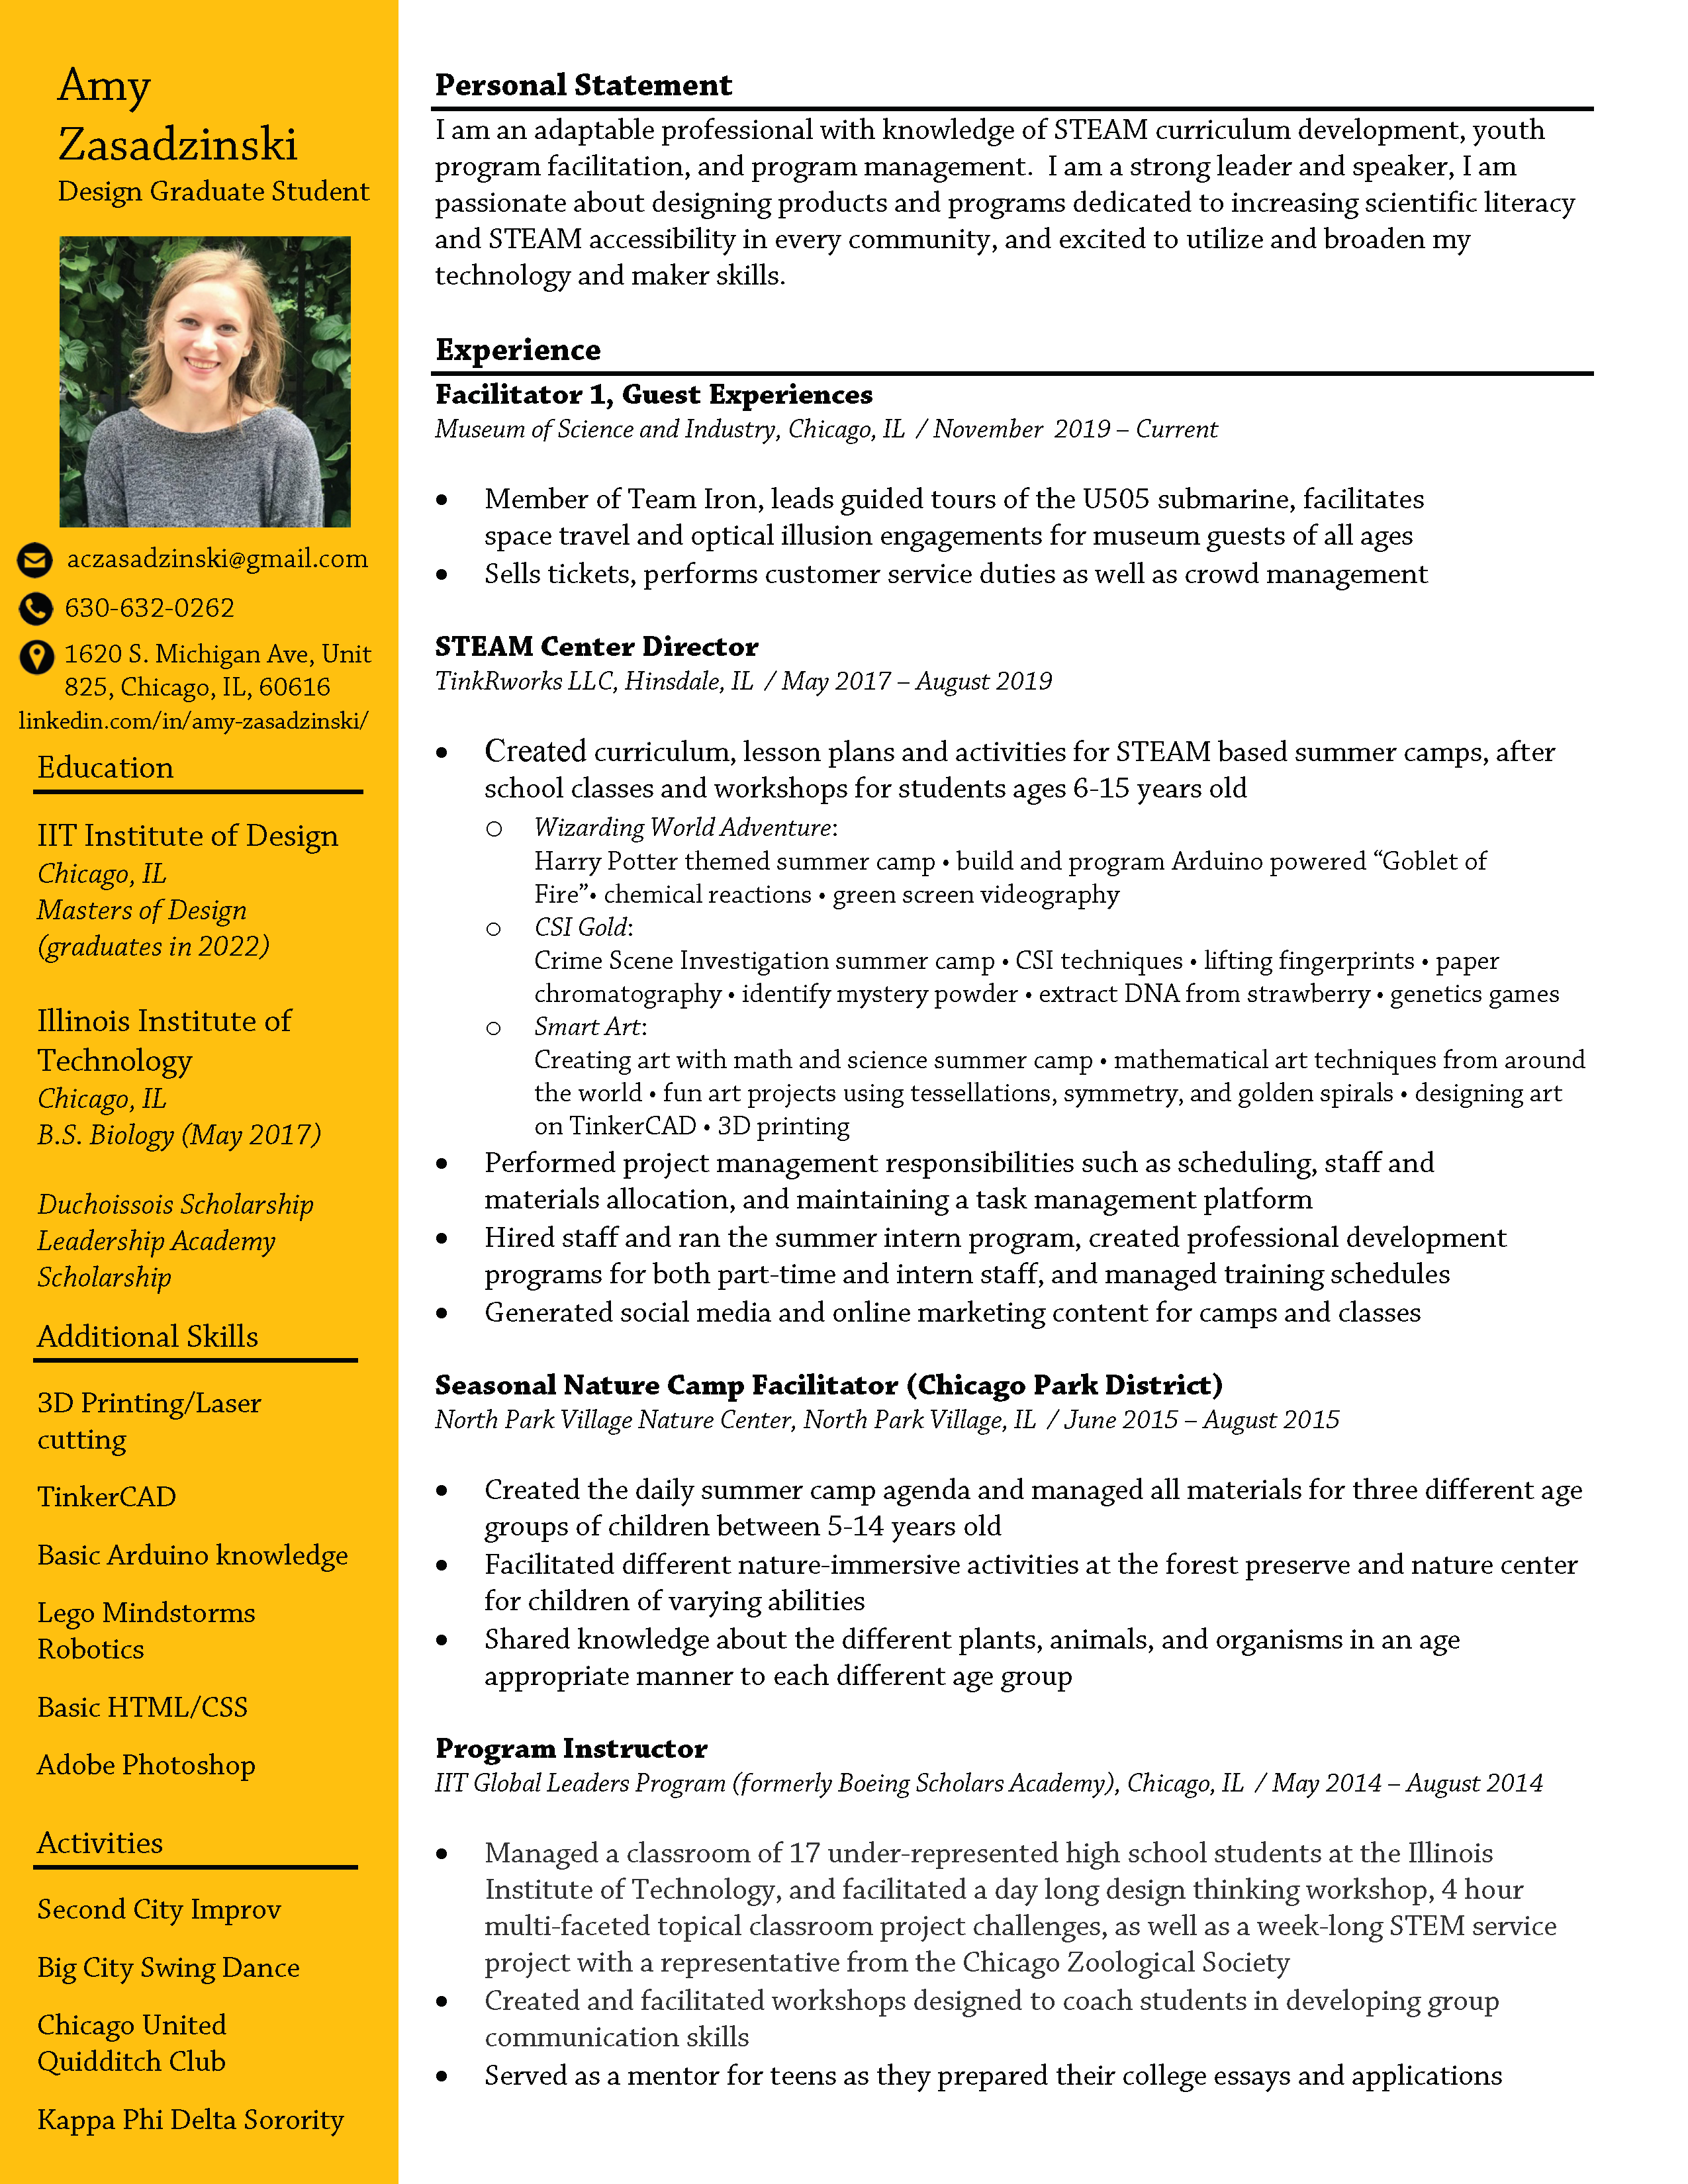 Amy
Zasadzinski
Design Graduate Student
aczasadzinski@gmail.com
630-632-0262
1620 S. Michigan Ave, Unit
825, Chicago, IL, 60616
linkedin.com/in/amy-zasadzinski/
Education
IIT Institute of Design
Chicago, IL
Masters of Design
(graduates in 2022)
Illinois Institute of
Technology
Chicago, IL
B.S. Biology (May 2017)
Duchoissois Scholarship
Leadership Academy
Scholarship
Additional Skills
3D Printing/Laser
cutting
TinkerCAD
Basic Arduino knowledge
Lego Mindstorms
Robotics
Basic HTML/CSS
Adobe Photoshop
Activities
Second City Improv
Big City Swing Dance
Chicago United
Quidditch Club
Kappa Phi Delta Sorority
Personal Statement
I am an adaptable professional with knowledge of STEAM curriculum development, youth
program facilitation, and program management.  I am a strong leader and speaker, I am
passionate about designing products and programs dedicated to increasing scientific literacy
and STEAM accessibility in every community, and excited to utilize and broaden my
technology and maker skills.
Experience
Facilitator 1, Guest Experiences
Museum of Science and Industry, Chicago, IL  / November  2019 – Current
• Member of Team Iron, leads guided tours of the U505 submarine, facilitates
space travel and optical illusion engagements for museum guests of all ages
• Sells tickets, performs customer service duties as well as crowd management
STEAM Center Director
TinkRworks LLC, Hinsdale, IL  / May 2017 – August 2019
• Created curriculum, lesson plans and activities for STEAM based summer camps, after
school classes and workshops for students ages 6-15 years old
o Wizarding World Adventure:
Harry Potter themed summer camp • build and program Arduino powered “Goblet of
Fire”• chemical reactions • green screen videography
o CSI Gold:
Crime Scene Investigation summer camp • CSI techniques • lifting fingerprints • paper
chromatography • identify mystery powder • extract DNA from strawberry • genetics games
o Smart Art:
Creating art with math and science summer camp • mathematical art techniques from around
the world • fun art projects using tessellations, symmetry, and golden spirals • designing art
on TinkerCAD • 3D printing
• Performed project management responsibilities such as scheduling, staff and
materials allocation, and maintaining a task management platform
• Hired staff and ran the summer intern program, created professional development
programs for both part-time and intern staff, and managed training schedules
• Generated social media and online marketing content for camps and classes
Seasonal Nature Camp Facilitator (Chicago Park District)
North Park Village Nature Center, North Park Village, IL  / June 2015 – August 2015
• Created the daily summer camp agenda and managed all materials for three different age
groups of children between 5-14 years old
• Facilitated different nature-immersive activities at the forest preserve and nature center
for children of varying abilities
• Shared knowledge about the different plants, animals, and organisms in an age
appropriate manner to each different age group
Program Instructor
IIT Global Leaders Program (formerly Boeing Scholars Academy), Chicago, IL  / May 2014 – August 2014
• Managed a classroom of 17 under-represented high school students at the Illinois
Institute of Technology, and facilitated a day long design thinking workshop, 4 hour
multi-faceted topical classroom project challenges, as well as a week-long STEM service
project with a representative from the Chicago Zoological Society
• Created and facilitated workshops designed to coach students in developing group
communication skills
• Served as a mentor for teens as they prepared their college essays and applications